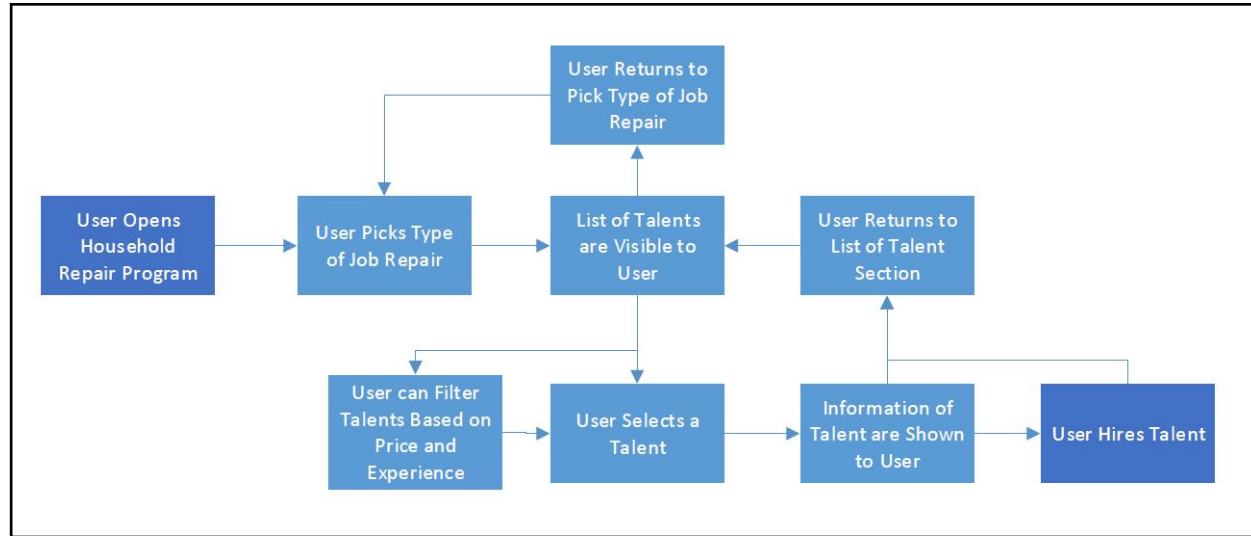 User Returns to
Pick Type of Job
Repair
User Opens
Household
Repair Program
User Picks Type
of Job Repair
List of Talents
are Visible to
User
User Returns to
List of Talent
Section
User can Filter
Talents Based on
Price and
Experience
User Selects a
Talent
Information of
Talent are Shown
to User
User Hires Talent